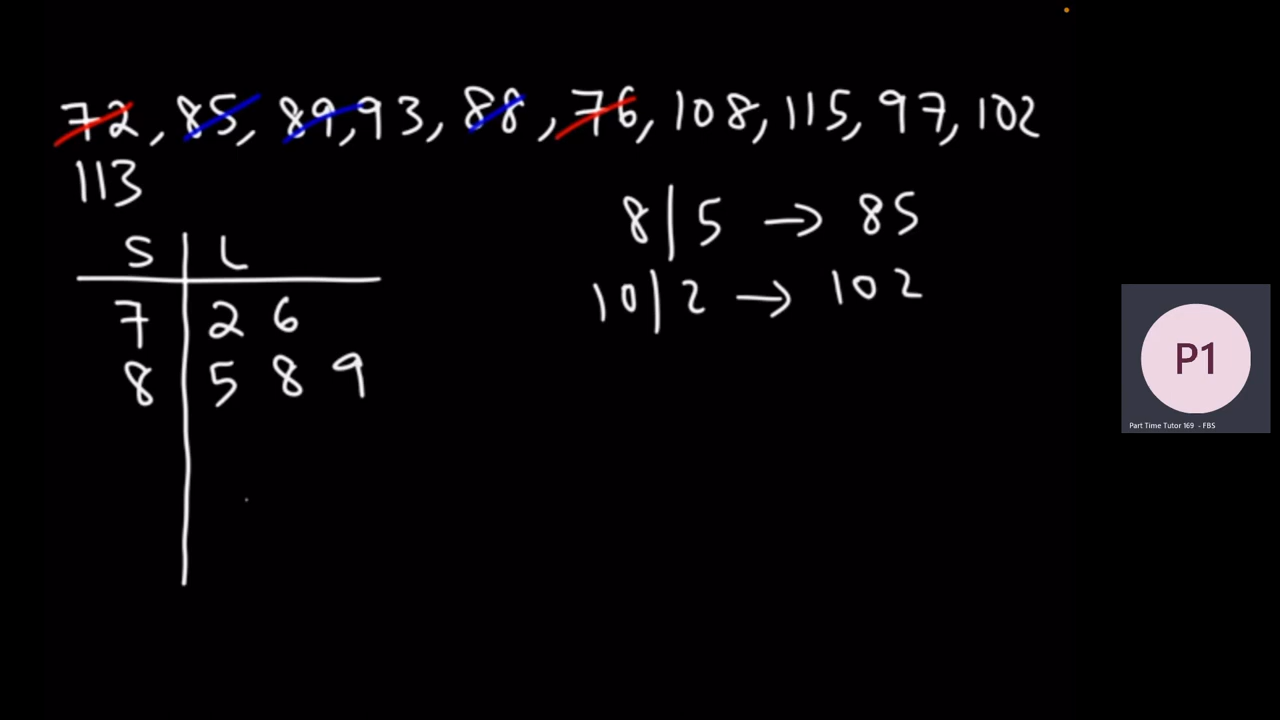 72, 85, 89, 93, 88, 76, 108, 115, 97, 102
113
8|5 → 85
10|2 → 102
S | L
7 | 2 6
8 | 5 8 9
P1
Part Time Tutor 169 - FBS